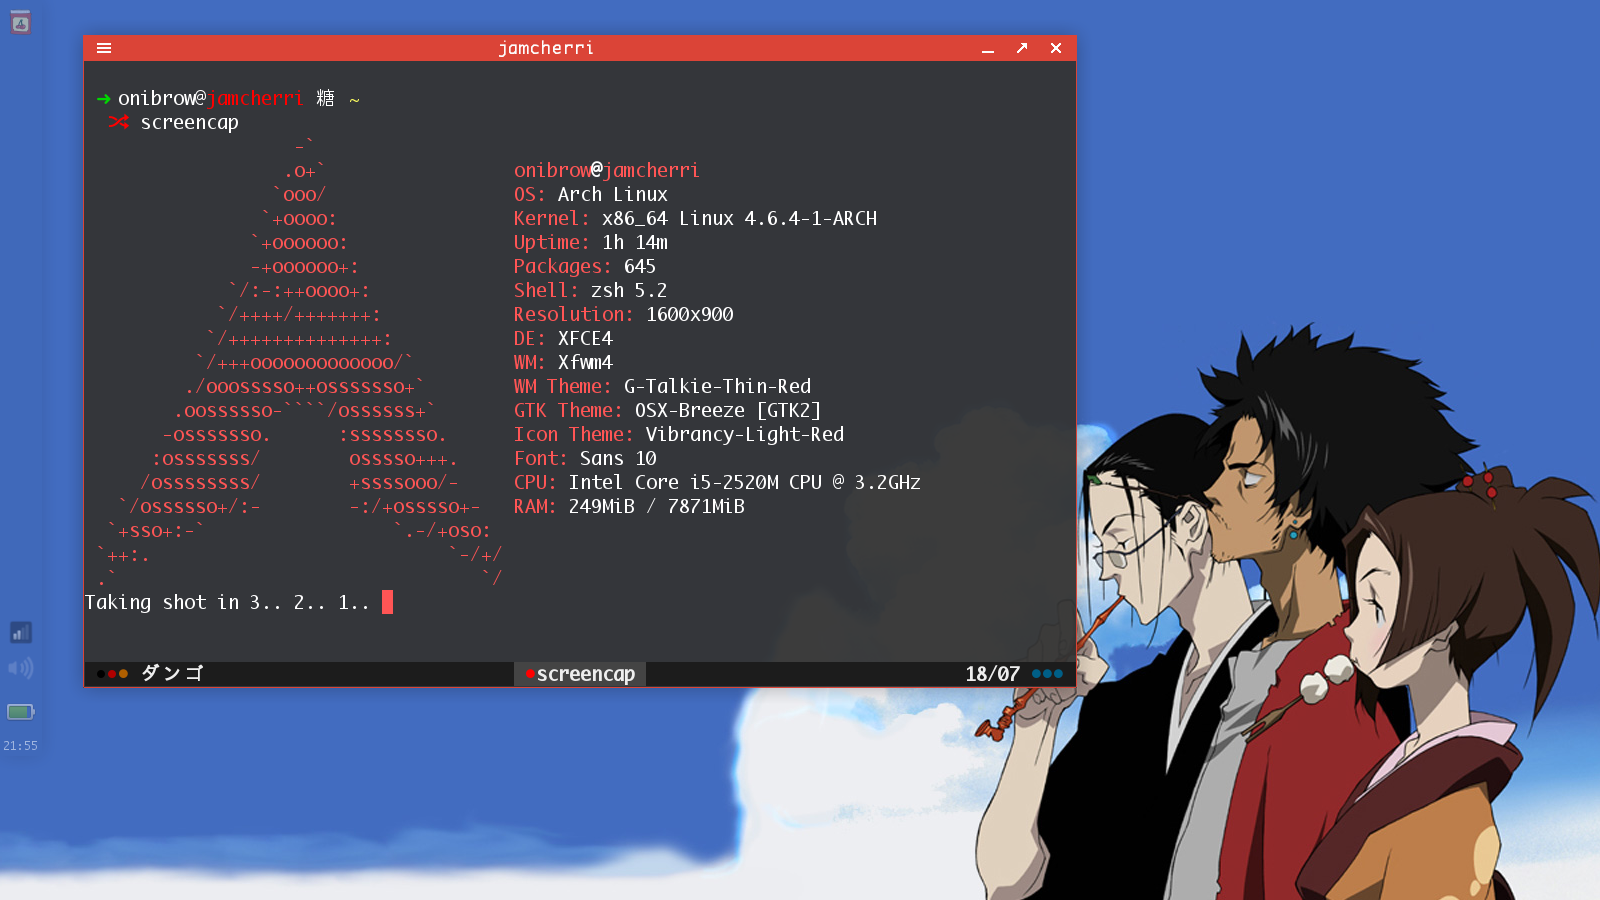 jamcherri
➜ onibrow@jamcherri 糖 ~
screencap
-`
.o+`
`ooo/
`+oooo:
`+oooooo:
-+oooooo+:
`/:-:++oooo+:
`/++++/+++++++:
`/++++++++++++++:
`/+++ooooooooooooo/`
./ooosssso++osssssso+`
.oossssso-````/ossssss+`
-osssssso. :ssssssso.
:osssssss/ osssso+++.
/ossssssss/ +ssssooo/-
`/ossssso+/:- -:/+osssso+-
`+sso+:-` `.-/+oso:
`++:. `-/+/
.` `/
onibrow@jamcherri
OS: Arch Linux
Kernel: x86_64 Linux 4.6.4-1-ARCH
Uptime: 1h 14m
Packages: 645
Shell: zsh 5.2
Resolution: 1600x900
DE: XFCE4
WM: Xfwm4
WM Theme: G-Talkie-Thin-Red
GTK Theme: OSX-Breeze [GTK2]
Icon Theme: Vibrancy-Light-Red
Font: Sans 10
CPU: Intel Core i5-2520M CPU @ 3.2GHz
RAM: 249MiB / 7871MiB
Taking shot in 3.. 2.. 1..
ダンゴ screencap 18/07
21:55